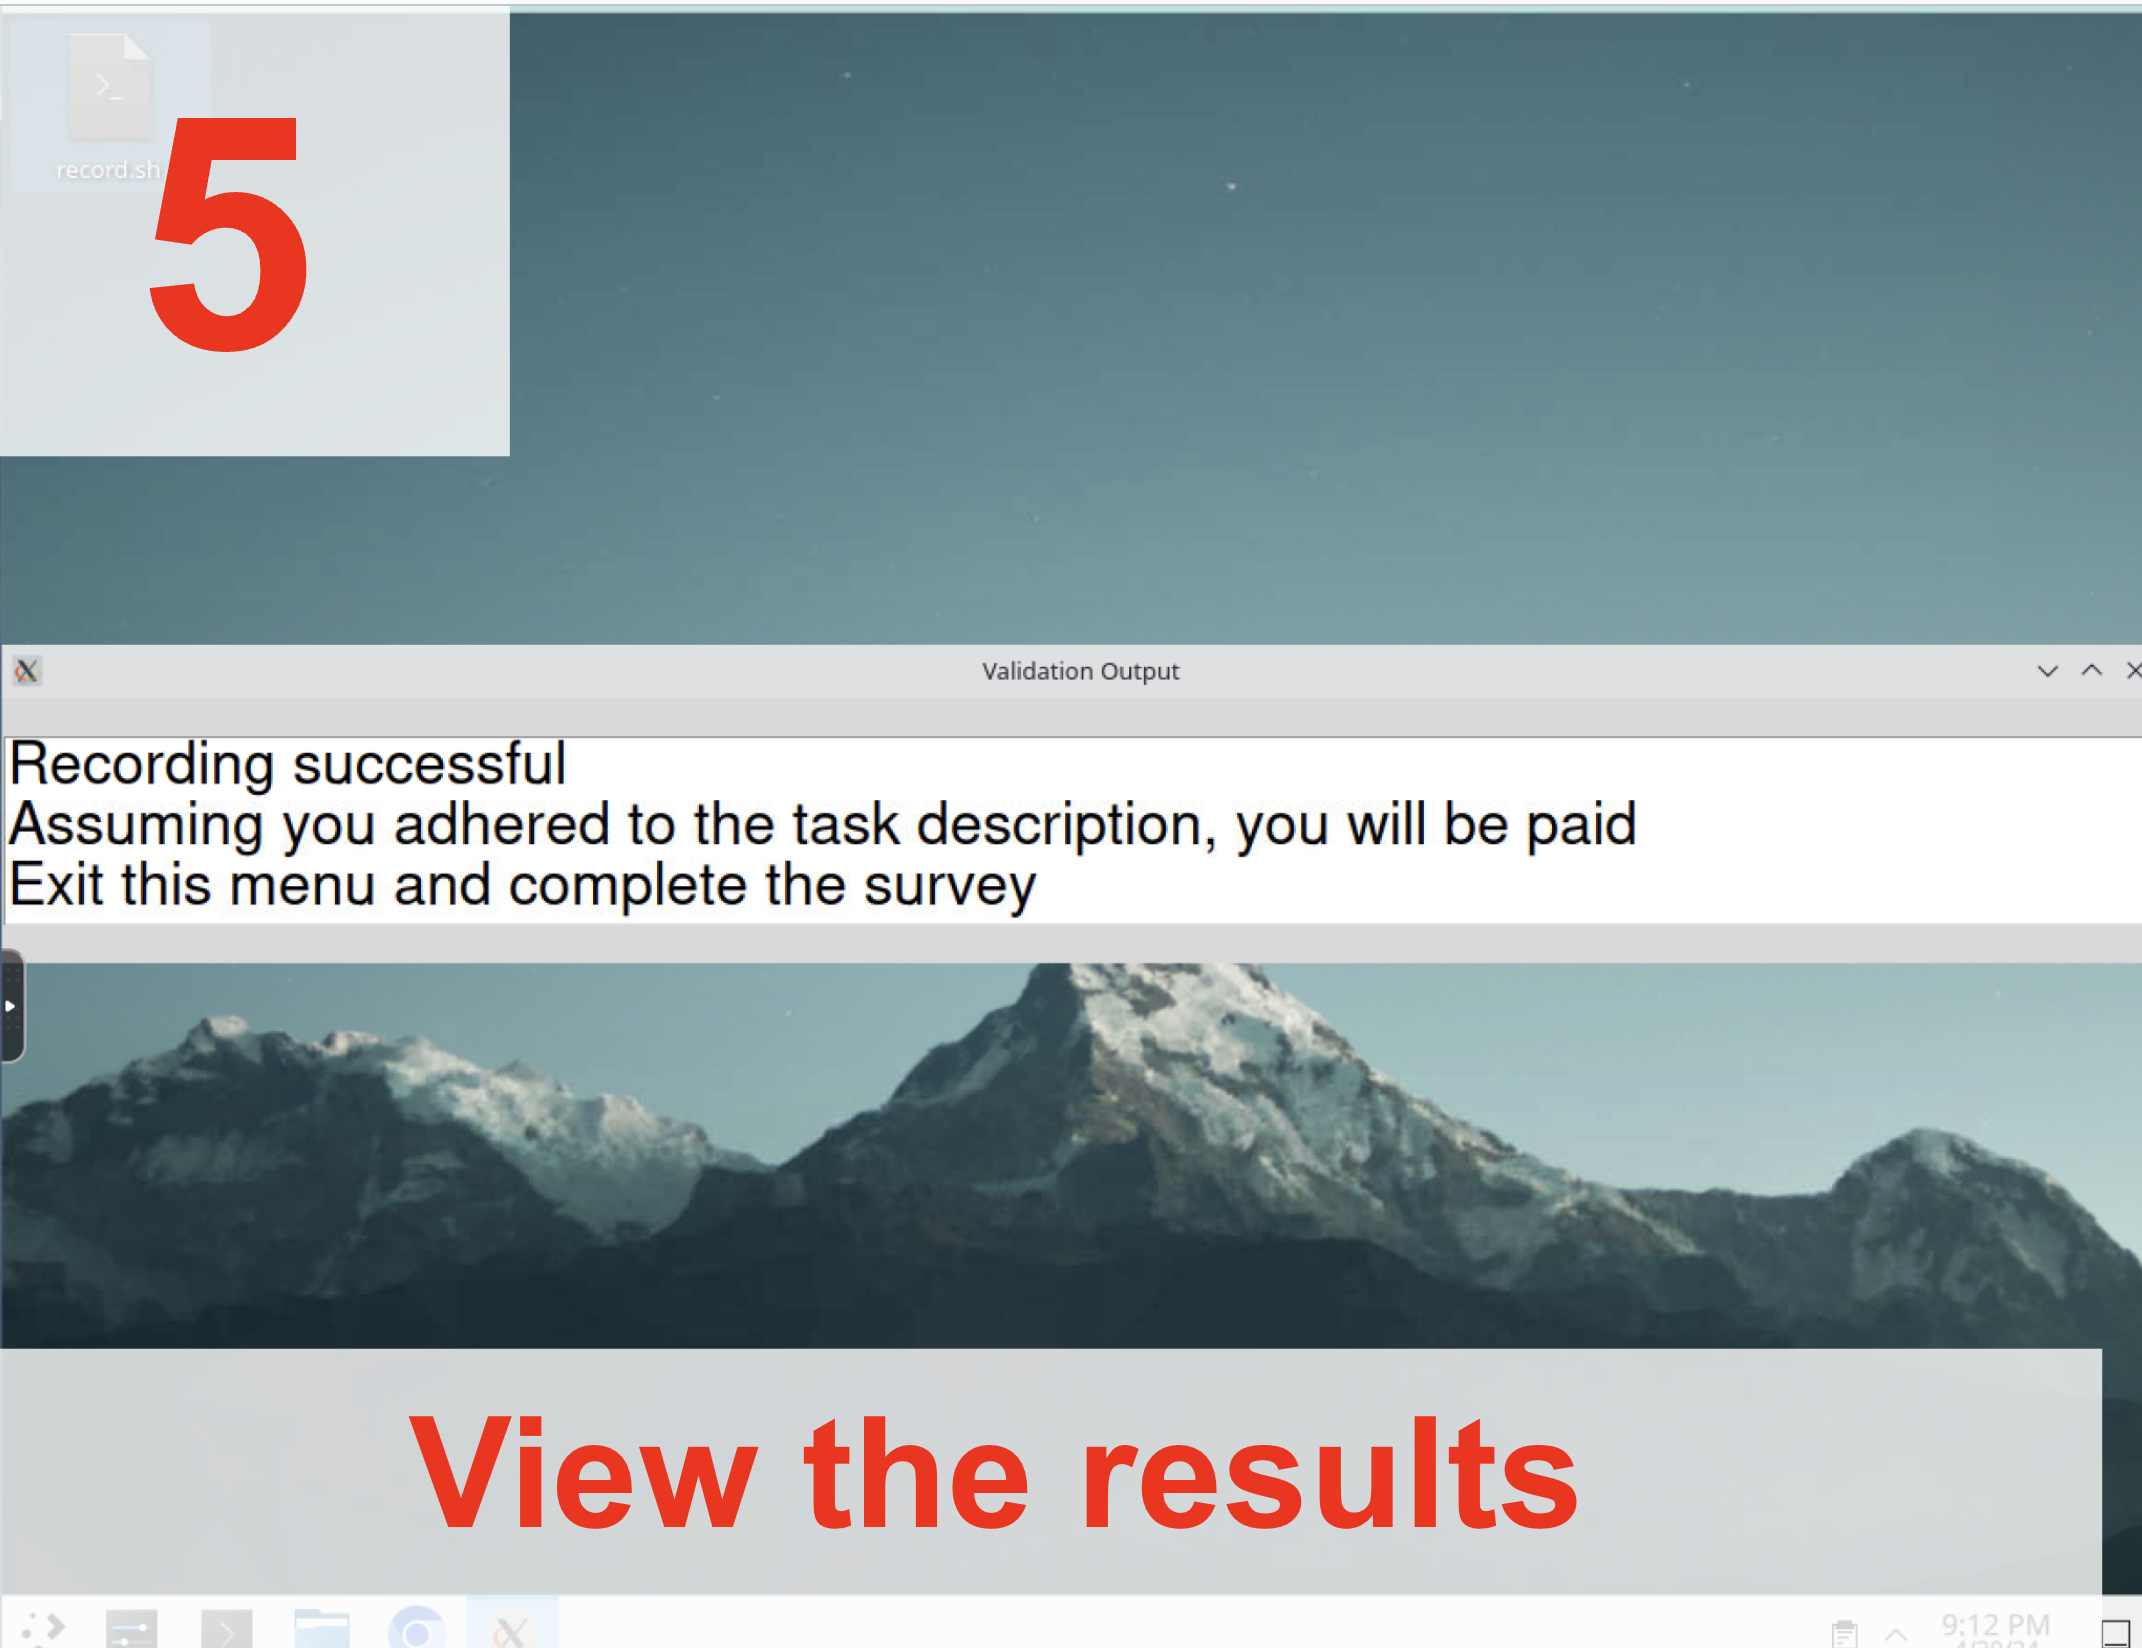 record.sh
5
Validation Output
Recording successful
Assuming you adhered to the task description, you will be paid
Exit this menu and complete the survey
View the results
9:12 PM